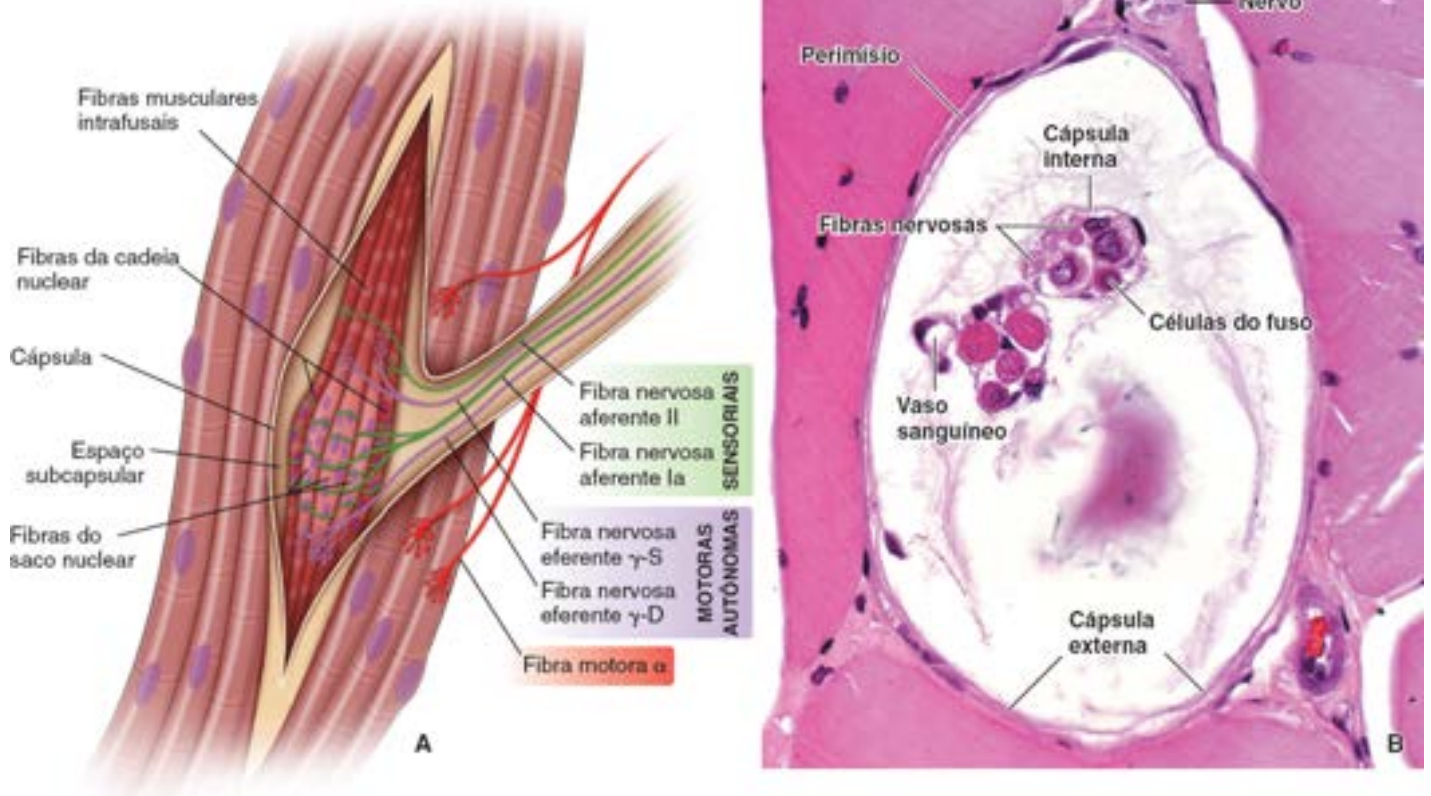 Fibras musculares
intrafusais
Fibras da cadeia
nuclear
Cápsula
Espaço
subcapsular
Fibras do
saco nuclear
Fibra nervosa
aferente II
Fibra nervosa
aferente Ia
SENSORIAIS
Fibra nervosa
eferente γ-S
Fibra nervosa
eferente γ-D
MOTORAS
AUTÔNOMAS
Fibra motora α
A
Nervo
Perimísio
Cápsula
interna
Fibras nervosas
Células do fuso
Vaso
sanguíneo
Cápsula
externa
B